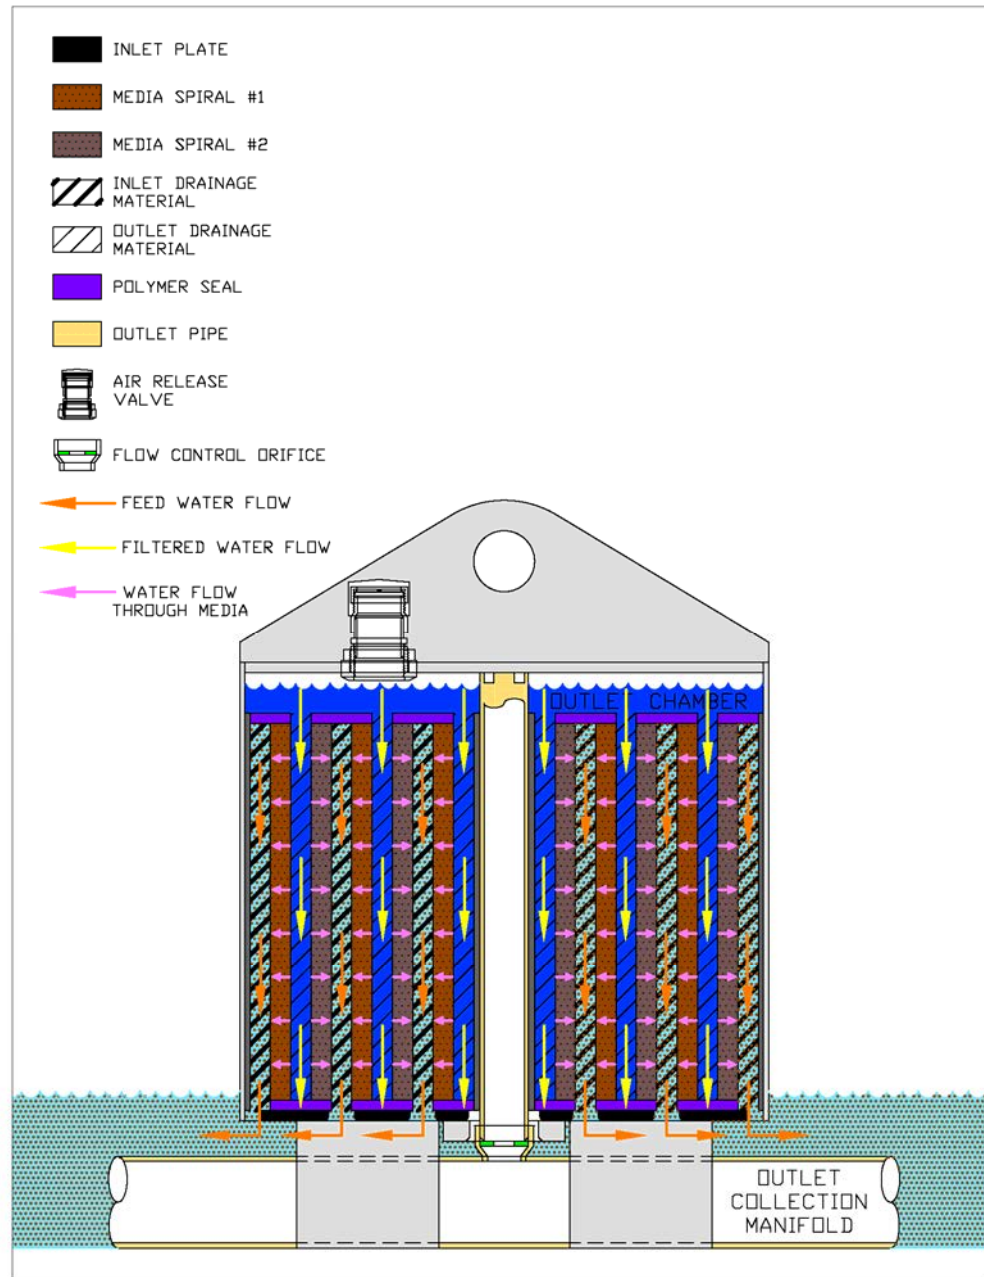 INLET PLATE
MEDIA SPIRAL #1
MEDIA SPIRAL #2
INLET DRAINAGE
MATERIAL
OUTLET DRAINAGE
MATERIAL
POLYMER SEAL
OUTLET PIPE
AIR RELEASE
VALVE
FLOW CONTROL ORIFICE
FEED WATER FLOW
FILTERED WATER FLOW
WATER FLOW
THROUGH MEDIA
OUTLET CHAMBER
OUTLET
COLLECTION
MANIFOLD